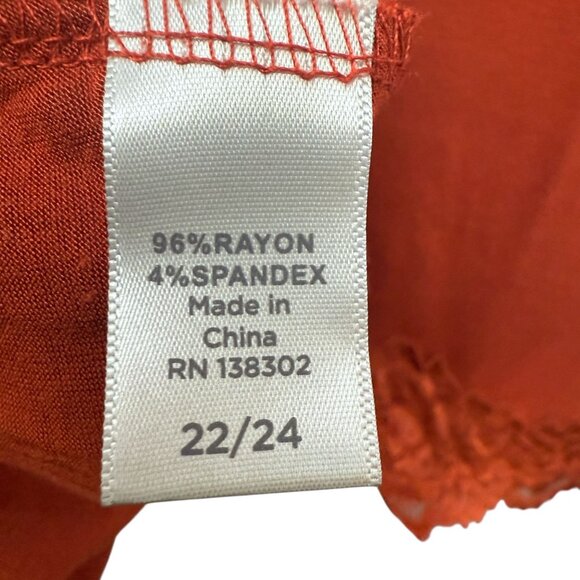 96%RAYON
4%SPANDEX
Made in
China
RN 138302
22/24